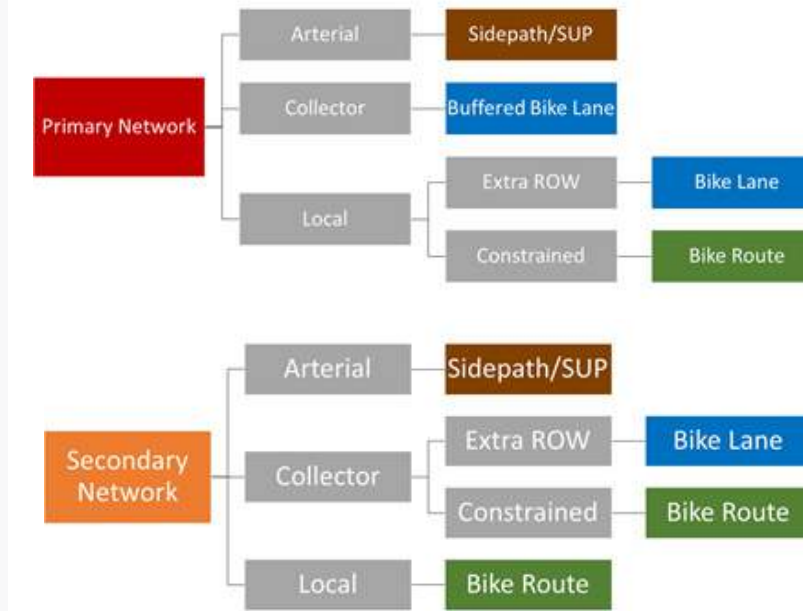 Primary Network
Arterial
Sidepath/SUP
Collector
Buffered Bike Lane
Local
Extra ROW
Bike Lane
Constrained
Bike Route
Secondary
Network
Arterial
Sidepath/SUP
Collector
Extra ROW
Bike Lane
Constrained
Bike Route
Local
Bike Route